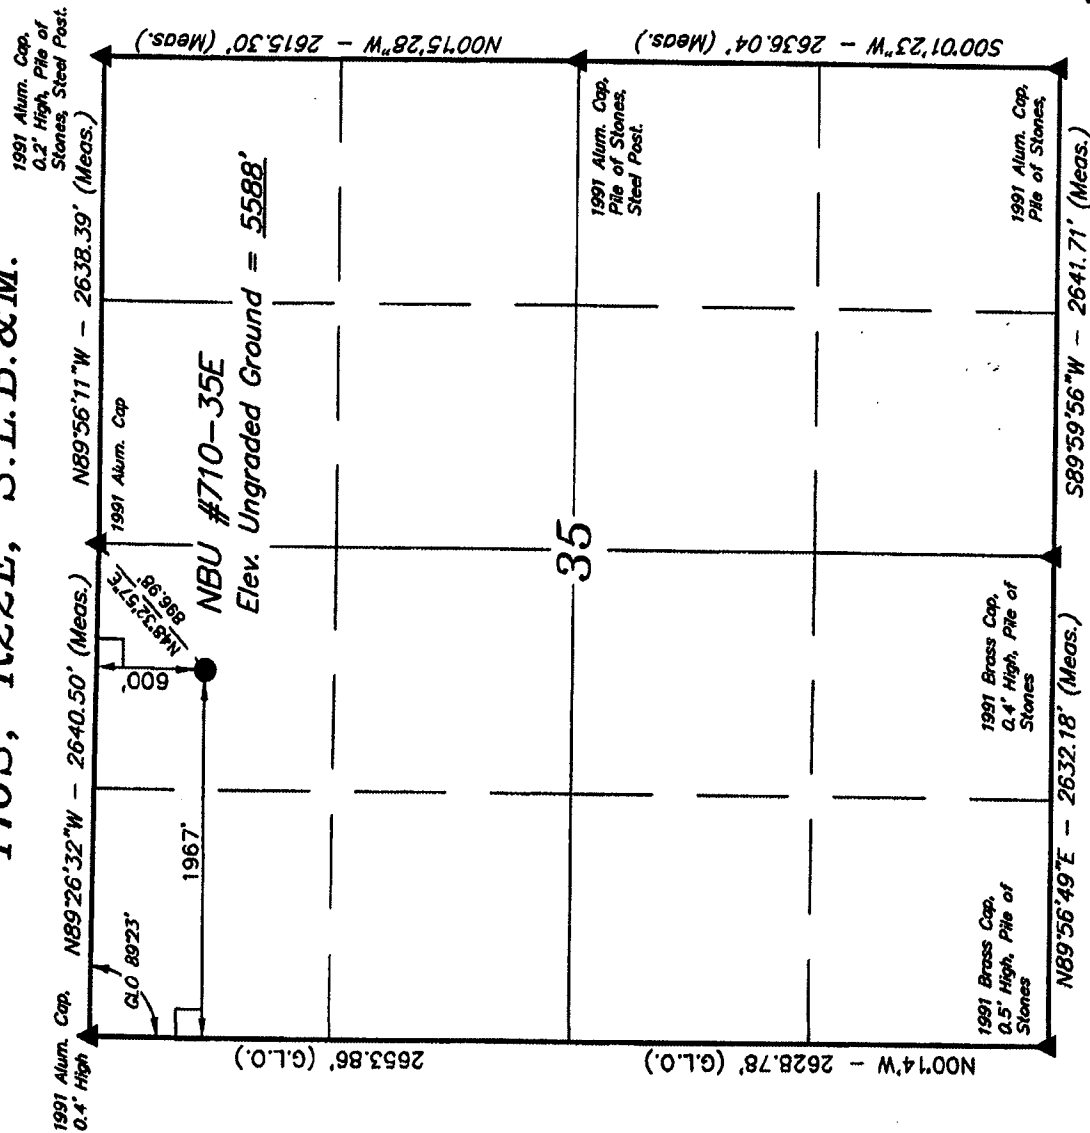 R22E, S.L.B.&M.
1991 Alum. Cap,
0.2' High, Pile of
Stones, Steel Post.
1991 Alum. Cap,
0.4' High
N89°26'32"W - 2640.50' (Meas.)
1991 Alum. Cap
N89°56'11"W - 2638.39' (Meas.)
GLO 89°23'
600'
N48°32'57"E
896.98'
1967'
NBU #710-35E
Elev. Ungraded Ground = 5588'
2653.86' (G.L.O.)
N00°15'28"W - 2615.30' (Meas.)
35
1991 Alum. Cap,
Pile of Stones,
Steel Post.
N00°14'W - 2628.78' (G.L.O.)
S00°01'23"W - 2636.04' (Meas.)
1991 Brass Cap,
0.5' High, Pile of
Stones
1991 Brass Cap,
0.4' High, Pile of
Stones
1991 Alum. Cap,
Pile of Stones,
N89°56'49"E - 2632.18' (Meas.)
S89°59'56"W - 2641.71' (Meas.)